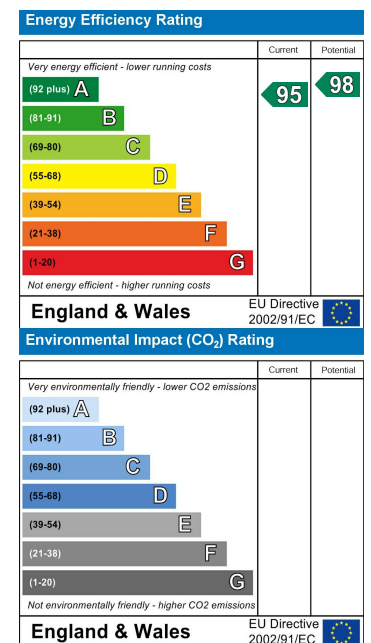 Energy Efficiency Rating
Current Potential
Very energy efficient - lower running costs
(92 plus) A
95 98
(81-91) B
(69-80) C
(55-68) D
(39-54) E
(21-38) F
(1-20) G
Not energy efficient - higher running costs
England & Wales
EU Directive
2002/91/EC
Environmental Impact (CO₂) Rating
Current Potential
Very environmentally friendly - lower CO2 emissions
(92 plus) A
(81-91) B
(69-80) C
(55-68) D
(39-54) E
(21-38) F
(1-20) G
Not environmentally friendly - higher CO2 emissions
England & Wales
EU Directive
2002/91/EC